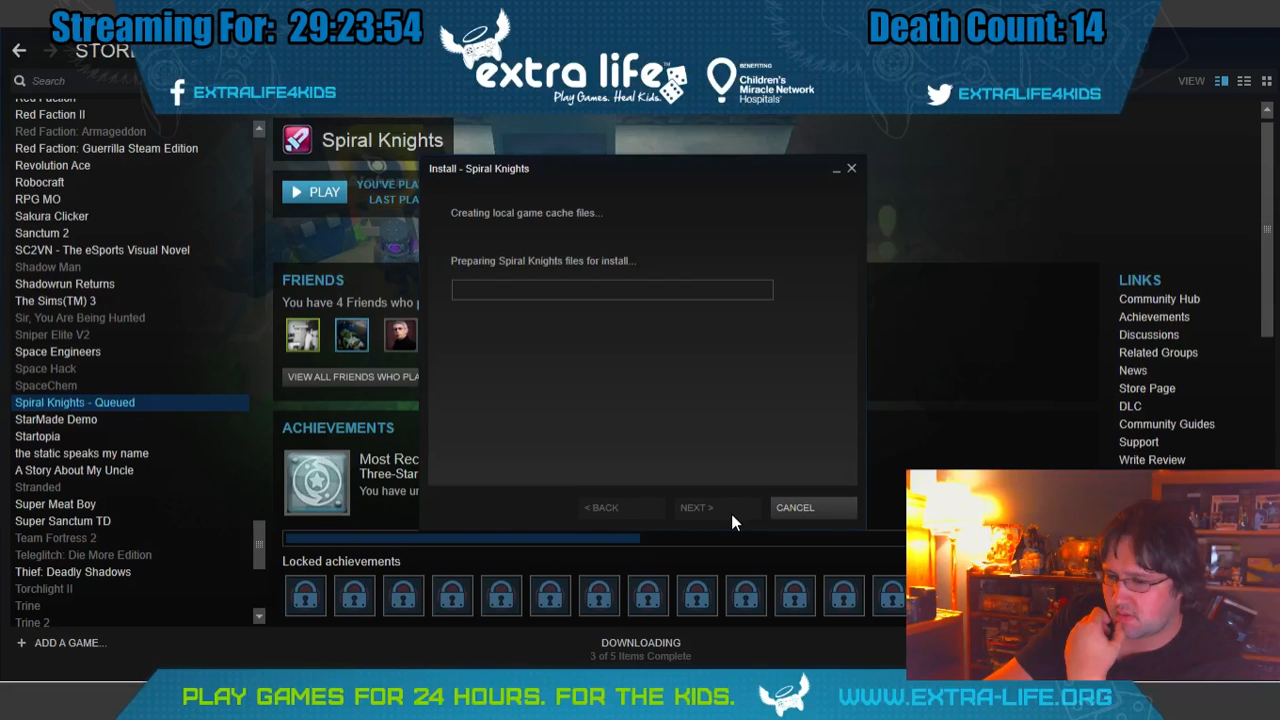 Streaming For: 29:23:54
Death Count: 14
extra life
Play Games. Heal Kids.
BENEFITING
Children's
Miracle Network
Hospitals
EXTRALIFE4KIDS
EXTRALIFE4KIDS
Search
VIEW
Red Faction II
Red Faction: Armageddon
Red Faction: Guerrilla Steam Edition
Revolution Ace
Robocraft
RPG MO
Sakura Clicker
Sanctum 2
SC2VN - The eSports Visual Novel
Shadow Man
Shadowrun Returns
The Sims(TM) 3
Sir, You Are Being Hunted
Sniper Elite V2
Space Engineers
Space Hack
SpaceChem
Spiral Knights - Queued
StarMade Demo
Startopia
the static speaks my name
A Story About My Uncle
Stranded
Super Meat Boy
Super Sanctum TD
Team Fortress 2
Teleglitch: Die More Edition
Thief: Deadly Shadows
Torchlight II
Trine
Trine 2
+ ADD A GAME...
Spiral Knights
PLAY
YOU'VE PLA
LAST PLA
FRIENDS
You have 4 Friends who
VIEW ALL FRIENDS WHO PLA
ACHIEVEMENTS
Most Rec
Three-Star
You have un
Locked achievements
Install - Spiral Knights
Creating local game cache files...
Preparing Spiral Knights files for install...
< BACK
NEXT >
CANCEL
LINKS
Community Hub
Achievements
Discussions
Related Groups
News
Store Page
DLC
Community Guides
Support
Write Review
DOWNLOADING
3 of 5 Items Complete
PLAY GAMES FOR 24 HOURS. FOR THE KIDS.
WWW.EXTRA-LIFE.ORG